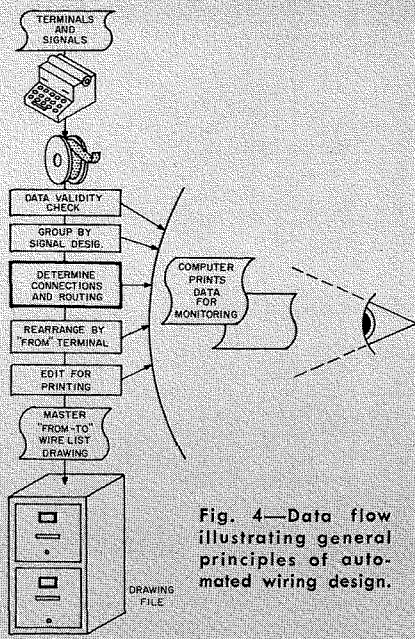 TERMINALS
AND
SIGNALS
DATA VALIDITY
CHECK
GROUP BY
SIGNAL DESIG.
DETERMINE
CONNECTIONS
AND ROUTING
REARRANGE BY
"FROM" TERMINAL
EDIT FOR
PRINTING
MASTER
"FROM-TO"
WIRE LIST
DRAWING
COMPUTER
PRINTS
DATA
FOR
MONITORING
DRAWING
FILE
Fig. 4—Data flow
illustrating general
principles of auto-
mated wiring design.